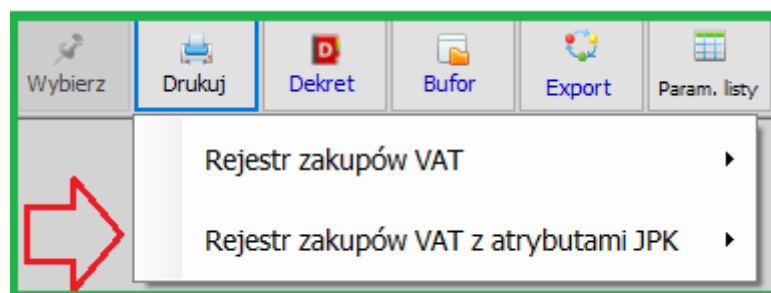 Wybierz
Drukuj
D
Dekret
Bufor
Export
Param. listy
Rejestr zakupów VAT
Rejestr zakupów VAT z atrybutami JPK